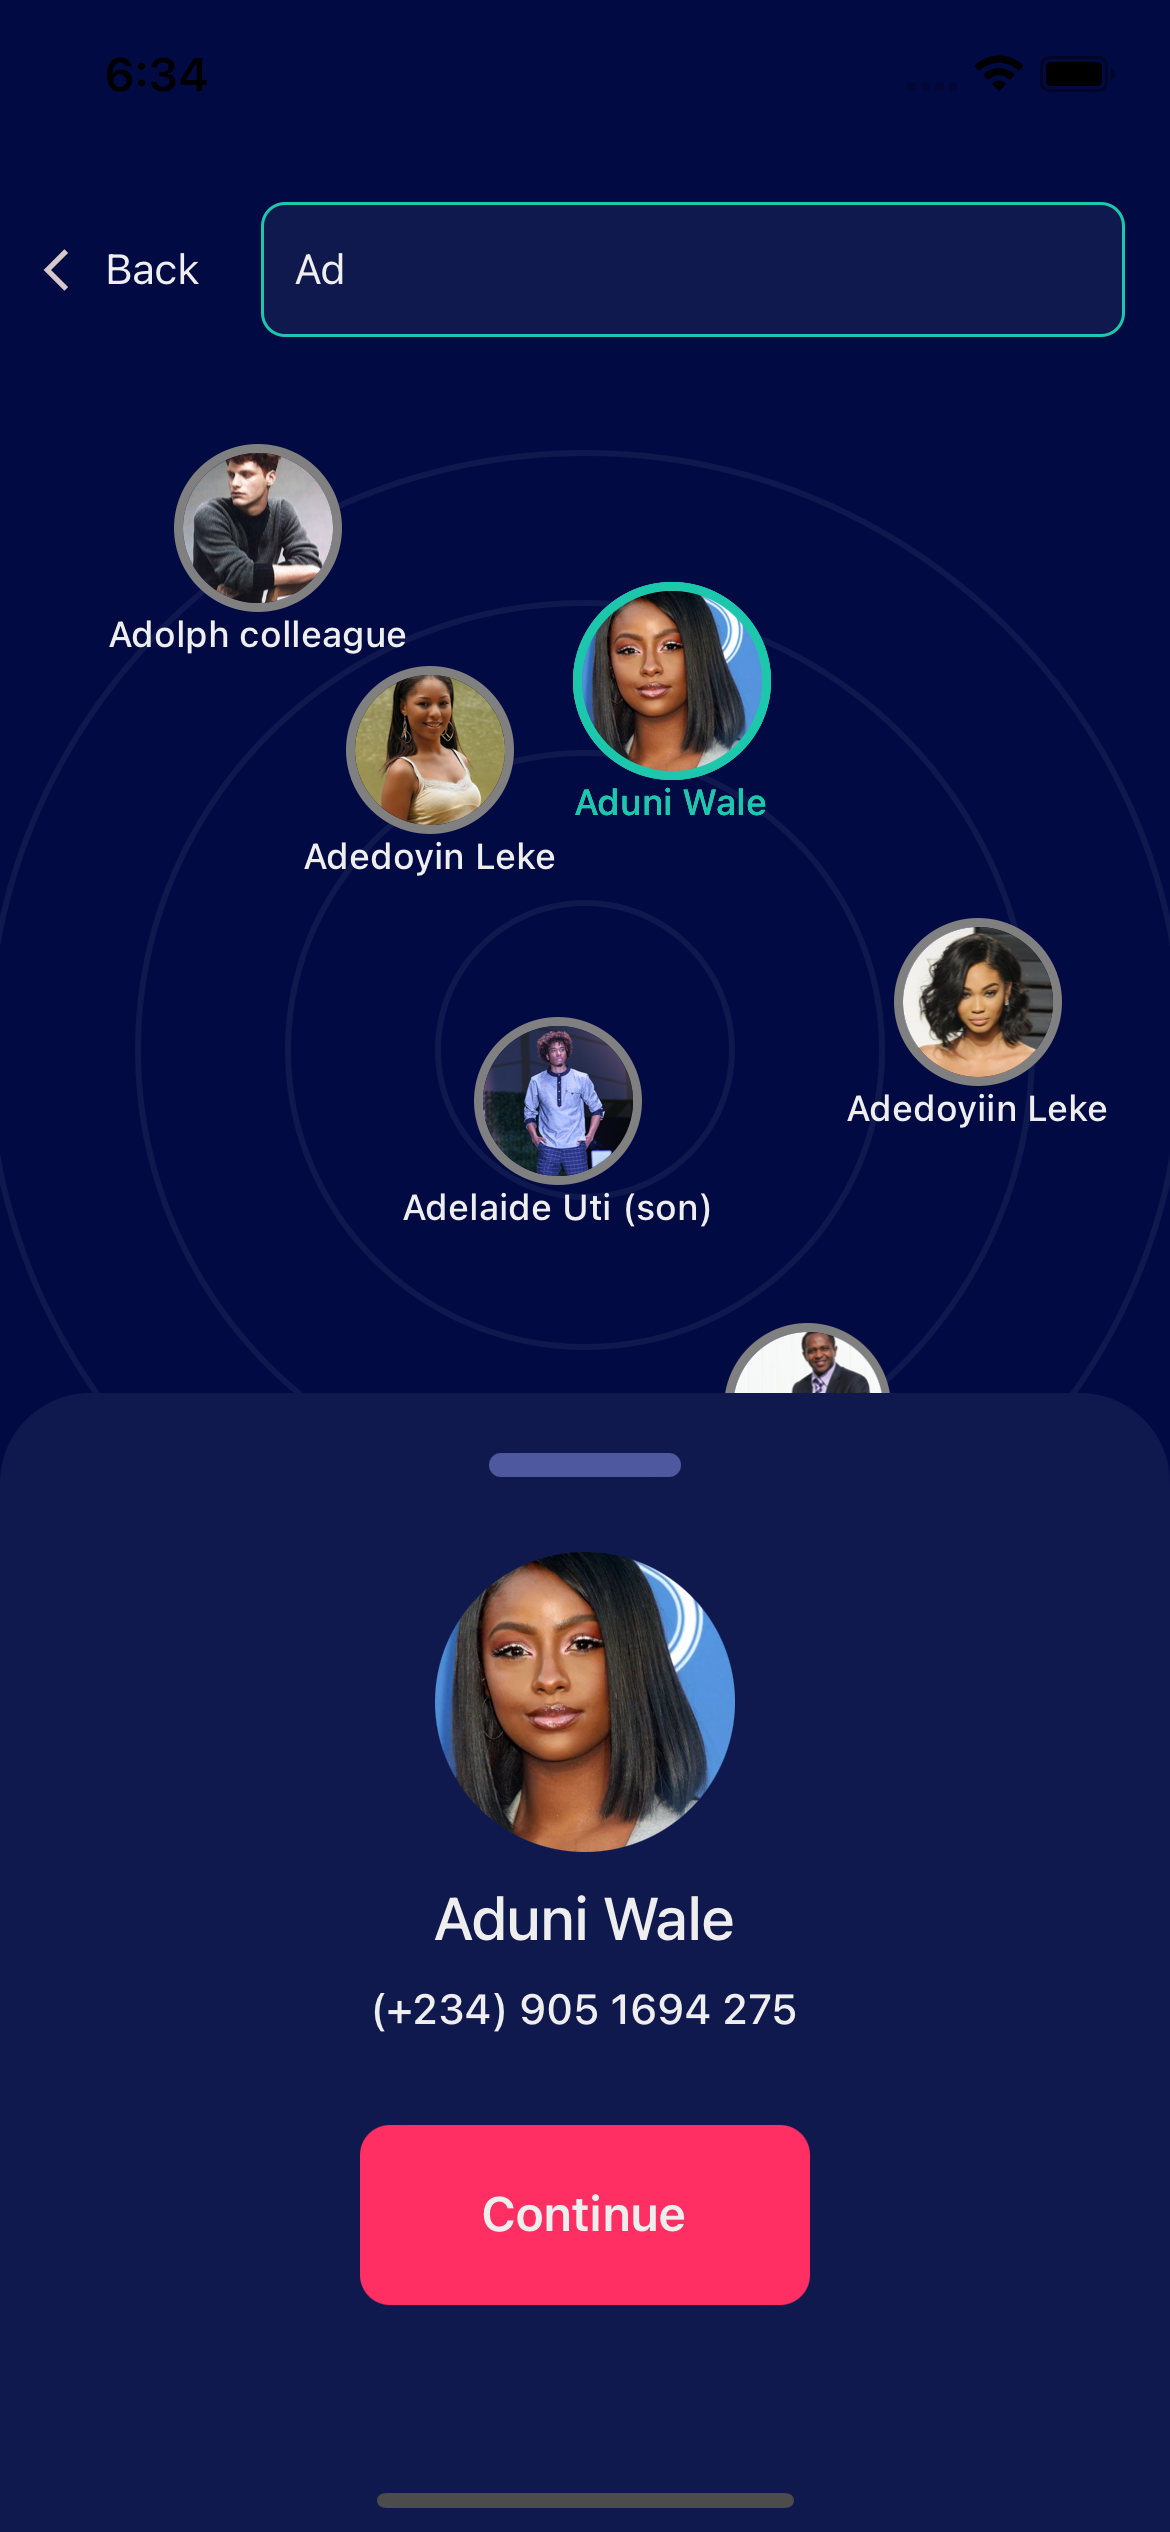 6:34
Back
Ad
Adolph colleague
Aduni Wale
Adedoyin Leke
Adedoyiin Leke
Adelaide Uti (son)
Aduni Wale
(+234) 905 1694 275
Continue